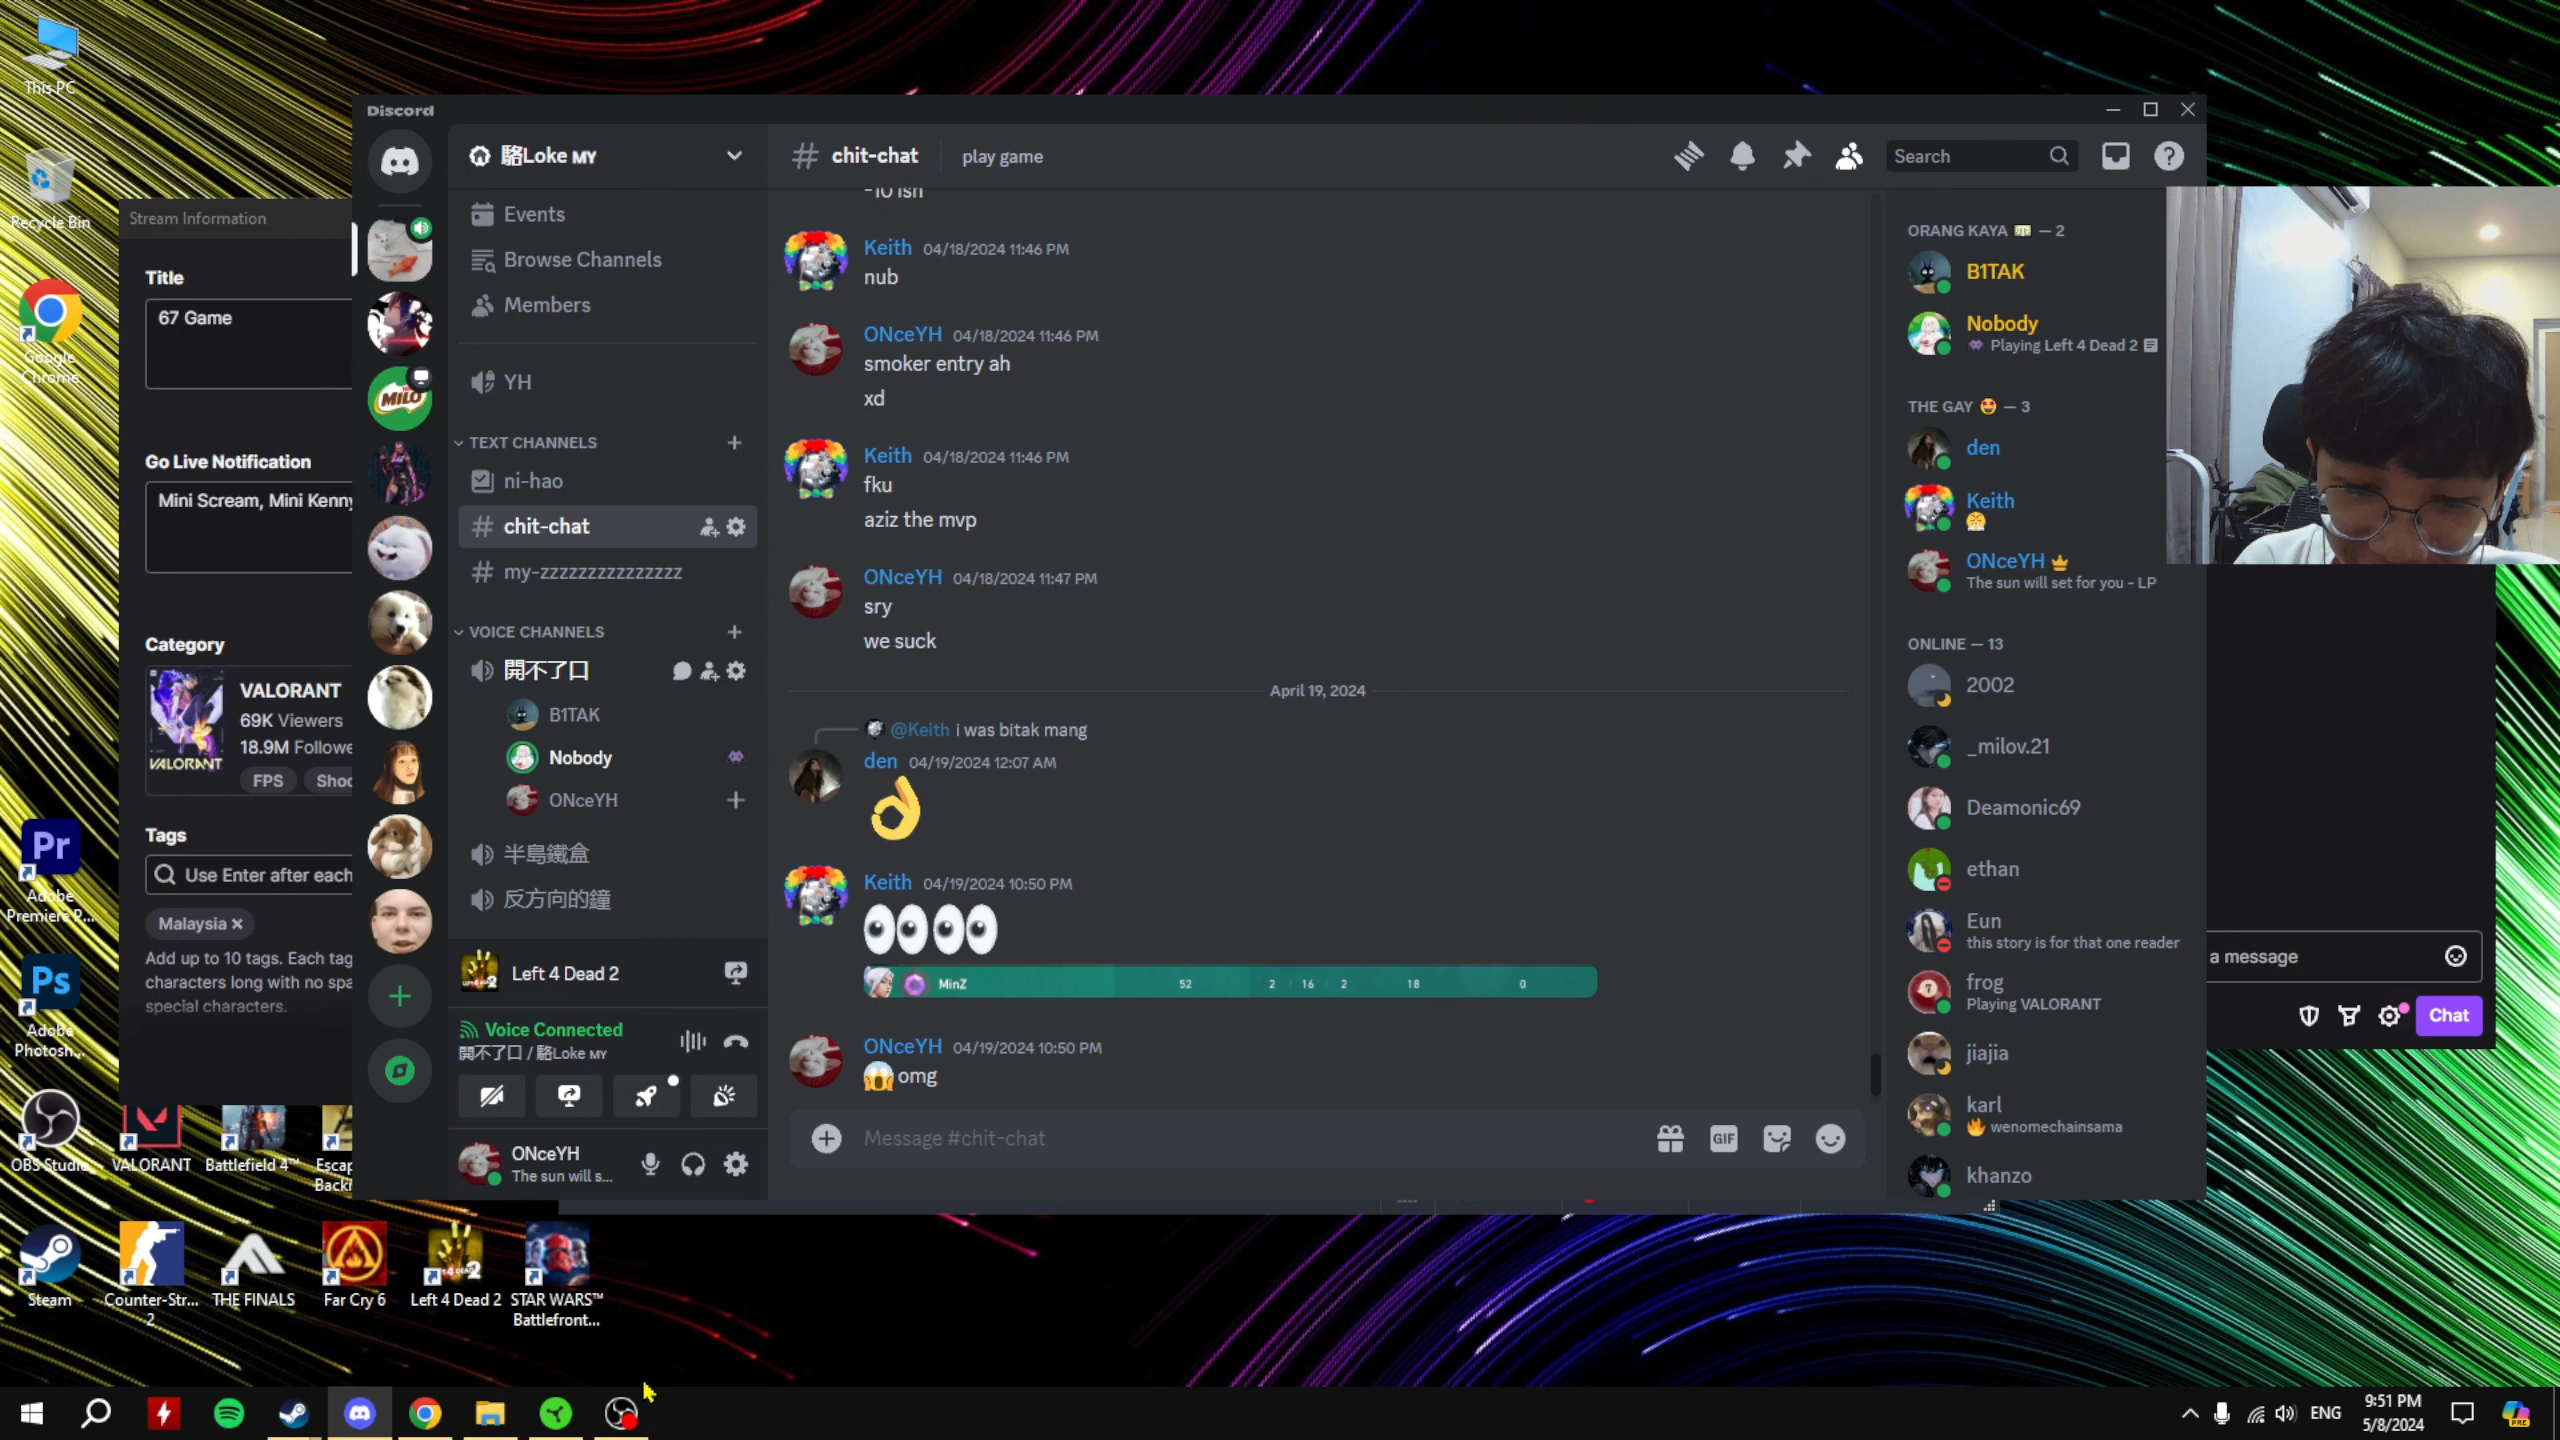 This PC
Recycle Bin
Google Chrome
Adobe Premiere P...
Adobe Photosh...
OBS Studio
VALORANT
Battlefield 4™
Steam
Counter-Str... 2
THE FINALS
Far Cry 6
Left 4 Dead 2
STAR WARS™ Battlefront...
Stream Information
Title
67 Game
Go Live Notification
Mini Scream, Mini Kenny
Category
VALORANT
69K Viewers
18.9M Followe
FPS
Shoo
Tags
Use Enter after each
Malaysia
Add up to 10 tags. Each tag
characters long with no spa
special characters.
Discord
駱Loke MY
Events
Browse Channels
Members
YH
TEXT CHANNELS
ni-hao
chit-chat
my-zzzzzzzzzzzzzzz
VOICE CHANNELS
開不了口
B1TAK
Nobody
ONceYH
半島鐵盒
反方向的鐘
Left 4 Dead 2
Voice Connected
開不了口 / 駱Loke MY
ONceYH
The sun will s...
MILO
# chit-chat
play game
Search
~10 ish
Keith 04/18/2024 11:46 PM
nub
ONceYH 04/18/2024 11:46 PM
smoker entry ah
xd
Keith 04/18/2024 11:46 PM
fku
aziz the mvp
ONceYH 04/18/2024 11:47 PM
sry
we suck
April 19, 2024
@Keith i was bitak mang
den 04/19/2024 12:07 AM
👌
Keith 04/19/2024 10:50 PM
👀👀
MinZ 52 2 / 16 / 2 18 0
ONceYH 04/19/2024 10:50 PM
😱 omg
Message #chit-chat
GIF
ORANG KAYA 💵 — 2
B1TAK
Nobody
Playing Left 4 Dead 2
THE GAY 🤩 — 3
den
Keith
😤
ONceYH
The sun will set for you - LP
ONLINE — 13
2002
_milov.21
Deamonic69
ethan
Eun
this story is for that one reader
frog
Playing VALORANT
jiajia
karl
🔥 wenomechainsama
khanzo
a message
Chat
ENG
9:51 PM
5/8/2024